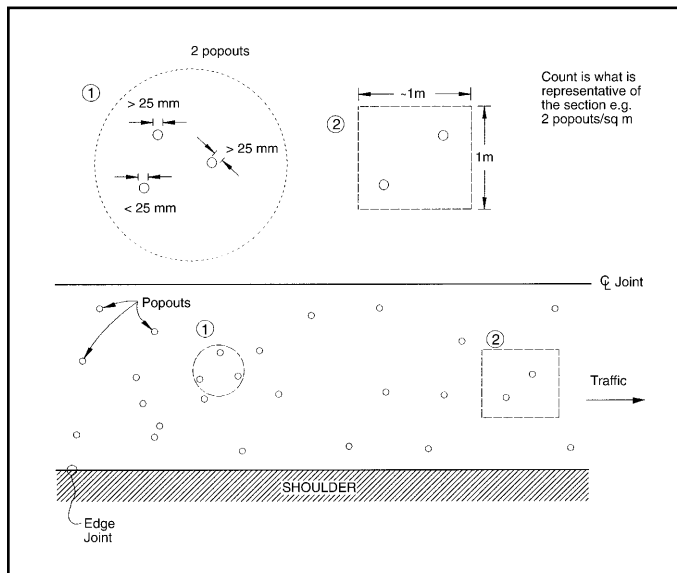 2 popouts
1
> 25 mm
> 25 mm
< 25 mm
~1m
2
1m
Count is what is
representative of
the section e.g.
2 popouts/sq m
℄ Joint
Popouts
1
2
Traffic
SHOULDER
Edge
Joint